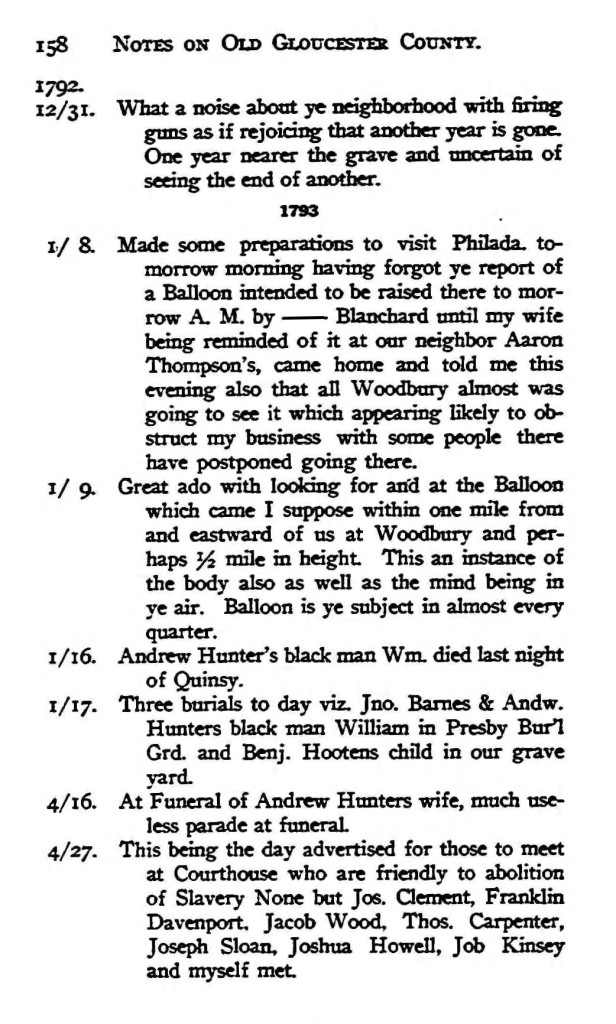 158 NOTES ON OLD GLOUCESTER COUNTY.
1792.
12/31. What a noise about ye neighborhood with firing
guns as if rejoicing that another year is gone.
One year nearer the grave and uncertain of
seeing the end of another.
1793
1/ 8. Made some preparations to visit Philada. to-
morrow morning having forgot ye report of
a Balloon intended to be raised there to mor-
row A. M. by —— Blanchard until my wife
being reminded of it at our neighbor Aaron
Thompson's, came home and told me this
evening also that all Woodbury almost was
going to see it which appearing likely to ob-
struct my business with some people there
have postponed going there.
1/ 9. Great ado with looking for and at the Balloon
which came I suppose within one mile from
and eastward of us at Woodbury and per-
haps ½ mile in height. This an instance of
the body also as well as the mind being in
ye air. Balloon is ye subject in almost every
quarter.
1/16. Andrew Hunter's black man Wm. died last night
of Quinsy.
1/17. Three burials to day viz. Jno. Barnes & Andw.
Hunters black man William in Presby Bur'l
Grd. and Benj. Hootens child in our grave
yard.
4/16. At Funeral of Andrew Hunters wife, much use-
less parade at funeral.
4/27. This being the day advertised for those to meet
at Courthouse who are friendly to abolition
of Slavery None but Jos. Clement, Franklin
Davenport, Jacob Wood, Thos. Carpenter,
Joseph Sloan, Joshua Howell, Job Kinsey
and myself met.